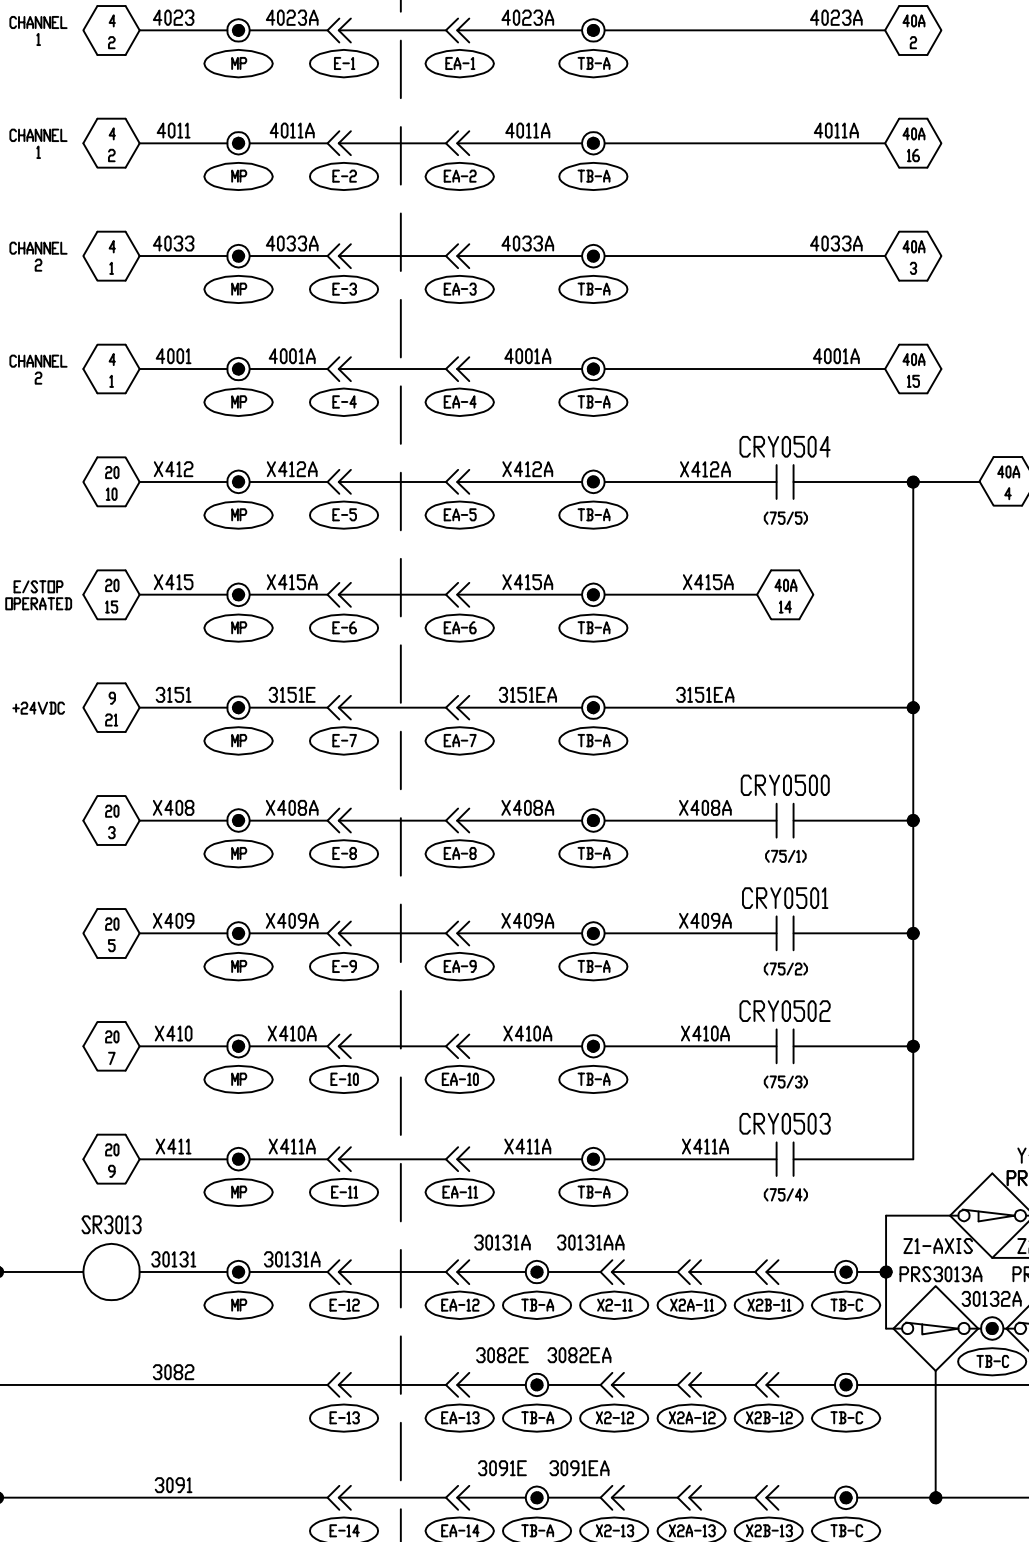 CHANNEL 1 4 2 4023 4023A 4023A 4023A 40A 2
MP E-1 EA-1 TB-A
CHANNEL 1 4 2 4011 4011A 4011A 4011A 40A 16
MP E-2 EA-2 TB-A
CHANNEL 2 4 1 4033 4033A 4033A 4033A 40A 3
MP E-3 EA-3 TB-A
CHANNEL 2 4 1 4001 4001A 4001A 4001A 40A 15
MP E-4 EA-4 TB-A
CRY0504
20 10 X412 X412A X412A X412A 40A 4
MP E-5 EA-5 TB-A (75/5)
E/STOP OPERATED 20 15 X415 X415A X415A X415A 40A 14
MP E-6 EA-6 TB-A
+24VDC 9 21 3151 3151E 3151EA 3151EA
MP E-7 EA-7 TB-A
CRY0500
20 3 X408 X408A X408A X408A
MP E-8 EA-8 TB-A (75/1)
CRY0501
20 5 X409 X409A X409A X409A
MP E-9 EA-9 TB-A (75/2)
CRY0502
20 7 X410 X410A X410A X410A
MP E-10 EA-10 TB-A (75/3)
CRY0503
20 9 X411 X411A X411A X411A
MP E-11 EA-11 TB-A (75/4)
Y-
PR
SR3013
Z1-AXIS
30131 30131A 30131A 30131AA
PRS3013A PR
30132A
MP E-12 EA-12 TB-A X2-11 X2A-11 X2B-11 TB-C
TB-C
3082 3082E 3082EA
E-13 EA-13 TB-A X2-12 X2A-12 X2B-12 TB-C
3091 3091E 3091EA
E-14 EA-14 TB-A X2-13 X2A-13 X2B-13 TB-C